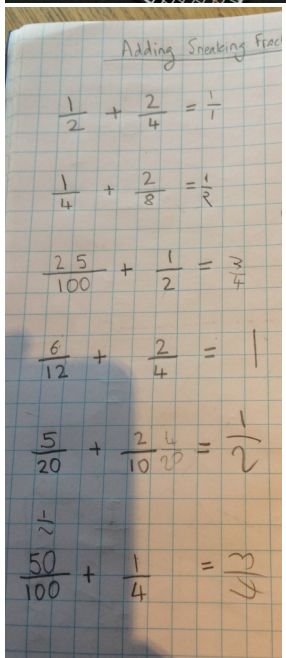 Adding Sneaking Frac
1/2 + 2/4 = 1/1
1/4 + 2/8 = 1/2
25/100 + 1/2 = 3/4
6/12 + 2/4 = 1
5/20 + 2/10 4/20 = 1/2
1/2
50/100 + 1/4 = 3/4